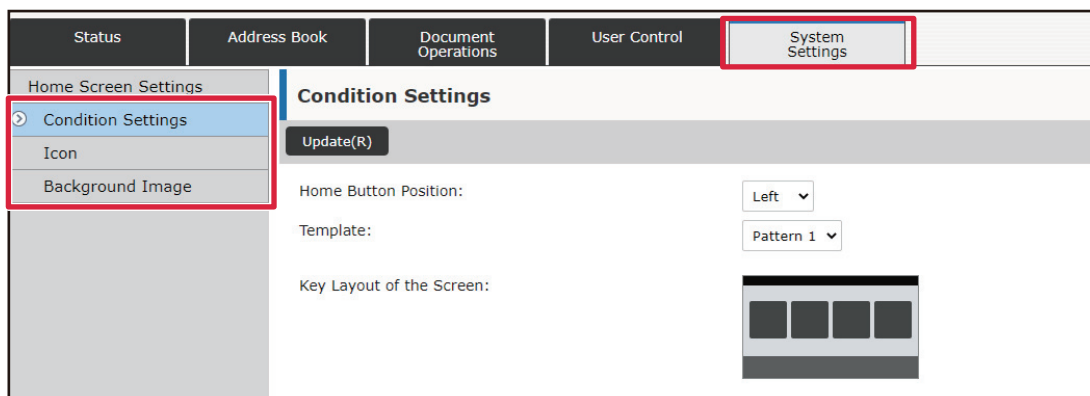 Status
Address Book
Document
Operations
User Control
System
Settings
Home Screen Settings
Condition Settings
Icon
Background Image
Condition Settings
Update(R)
Home Button Position:
Left
Template:
Pattern 1
Key Layout of the Screen: